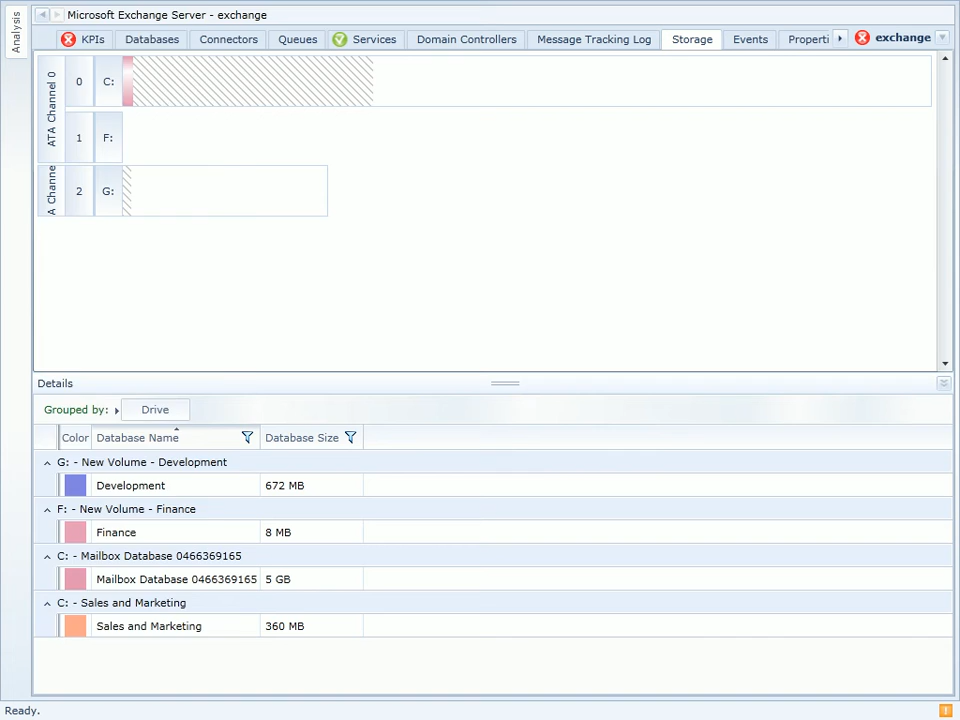 Analysis
Microsoft Exchange Server - exchange
KPIs Databases Connectors Queues Services Domain Controllers Message Tracking Log Storage Events Properti exchange
ATA Channel 0
0 C:
1 F:
A Channe
2 G:
Details
Grouped by: Drive
Color Database Name Database Size
G: - New Volume - Development
Development 672 MB
F: - New Volume - Finance
Finance 8 MB
C: - Mailbox Database 0466369165
Mailbox Database 0466369165 5 GB
C: - Sales and Marketing
Sales and Marketing 360 MB
Ready.